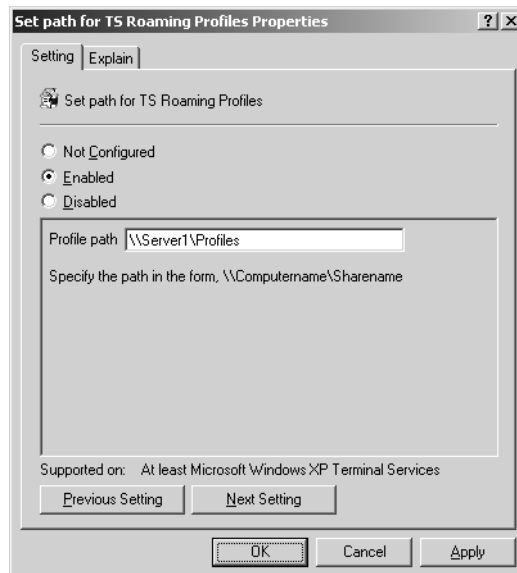 Set path for TS Roaming Profiles Properties
Setting
Explain
Set path for TS Roaming Profiles
Not Configured
Enabled
Disabled
Profile path \\Server1\Profiles
Specify the path in the form, \\Computername\Sharename
Supported on: At least Microsoft Windows XP Terminal Services
Previous Setting
Next Setting
OK
Cancel
Apply